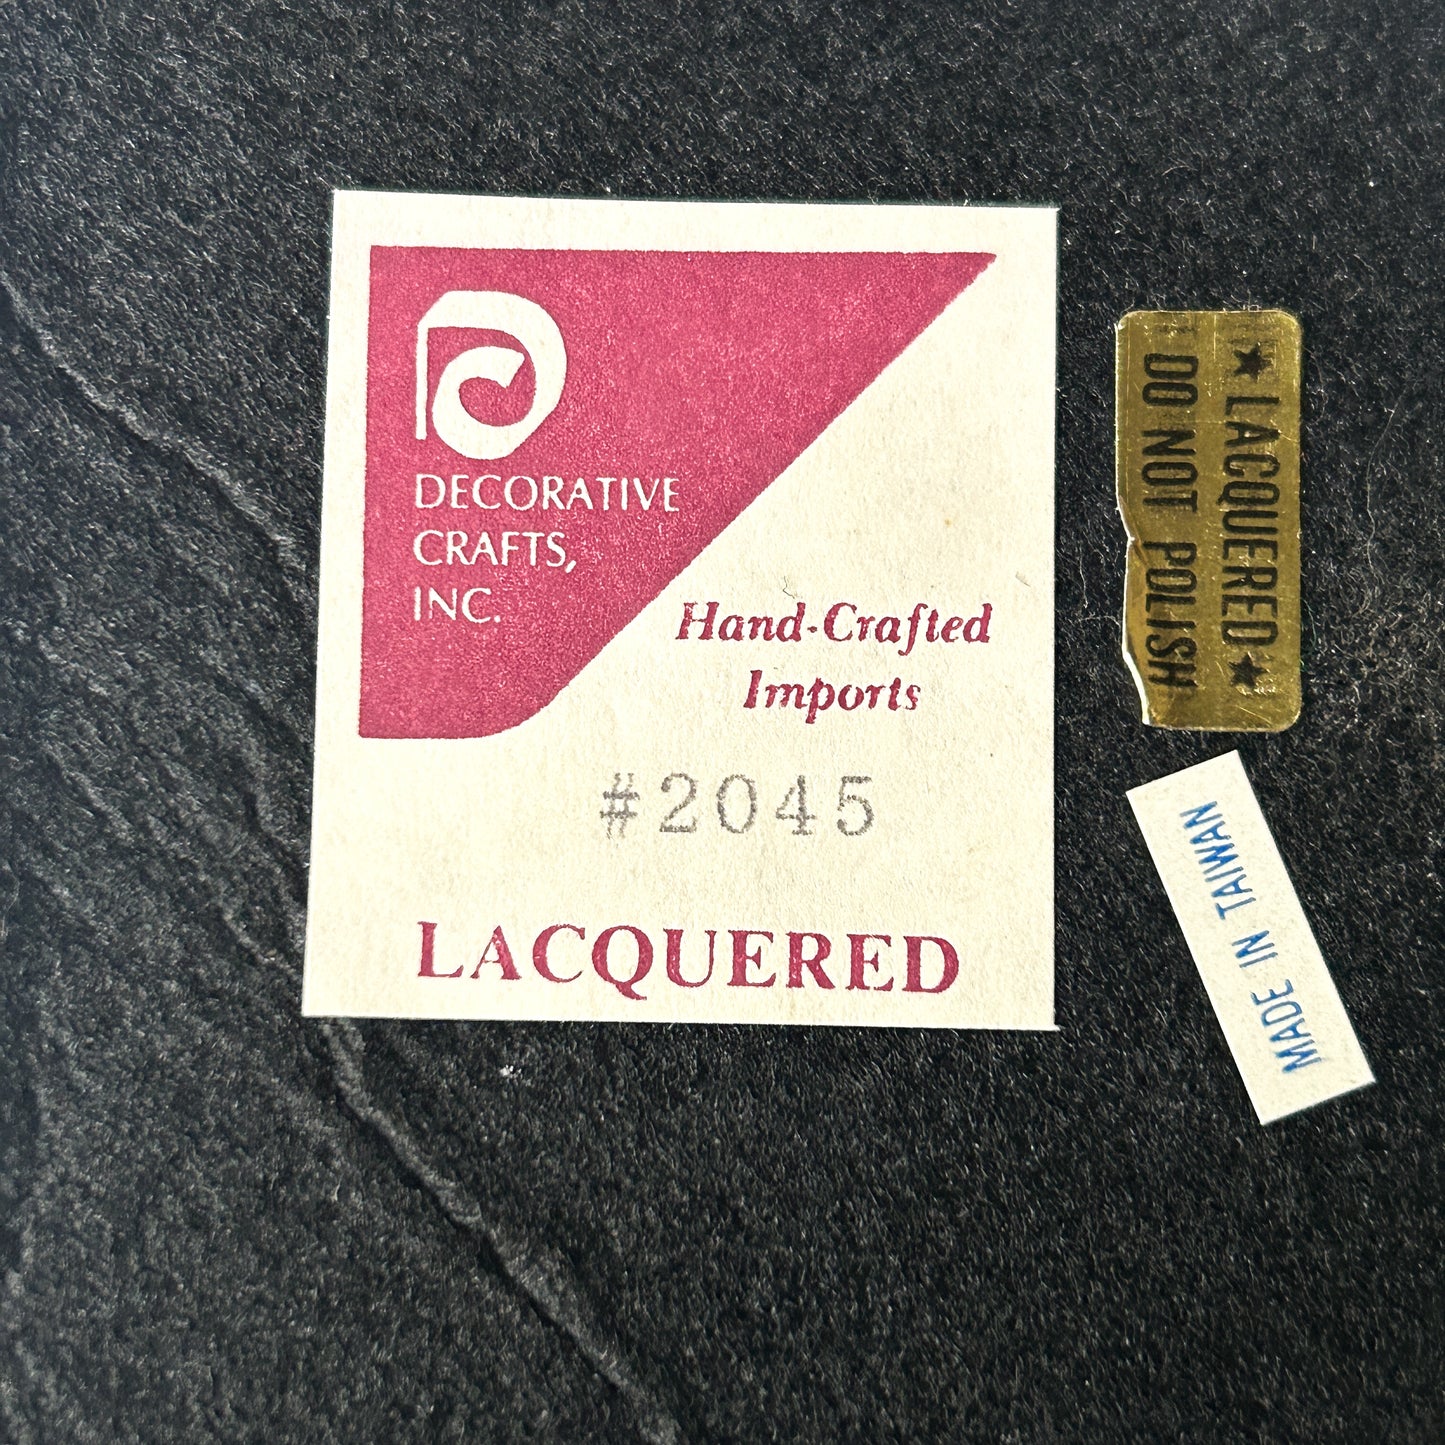 DECORATIVE
CRAFTS,
INC.
Hand-Crafted
Imports
#2045
LACQUERED
★ LACQUERED ★
DO NOT POLISH
MADE IN TAIWAN